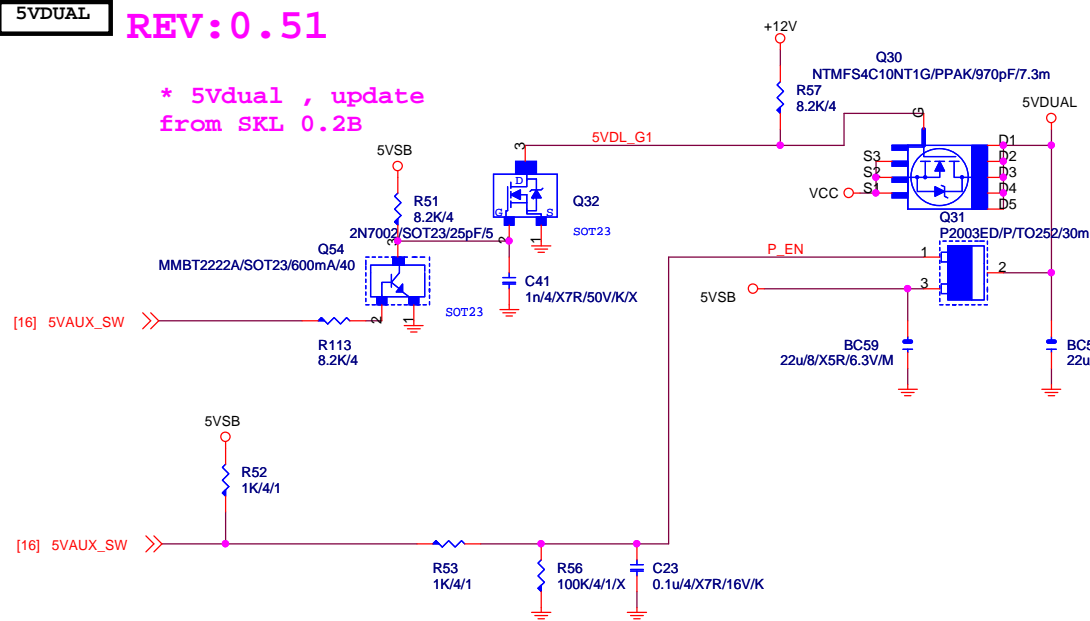 5VDUAL
REV:0.51
* 5Vdual , update
from SKL 0.2B
+12V
R57
8.2K/4
Q30
NTMFS4C10NT1G/PPAK/970pF/7.3m
5VDUAL
5VSB
R51
8.2K/4
2N7002/SOT23/25pF/5
3
5VDL_G1
D
G
S
2
1
Q32
SOT23
G
S3
S2
S1
VCC
D1
D2
D3
D4
D5
Q54
MMBT2222A/SOT23/600mA/40
3
2
1
SOT23
C41
1n/4/X7R/50V/K/X
Q31
P2003ED/P/TO252/30m
P_EN
1
2
3
5VSB
[16] 5VAUX_SW
R113
8.2K/4
BC59
22u/8/X5R/6.3V/M
22u
5VSB
R52
1K/4/1
[16] 5VAUX_SW
R53
1K/4/1
R56
100K/4/1/X
C23
0.1u/4/X7R/16V/K